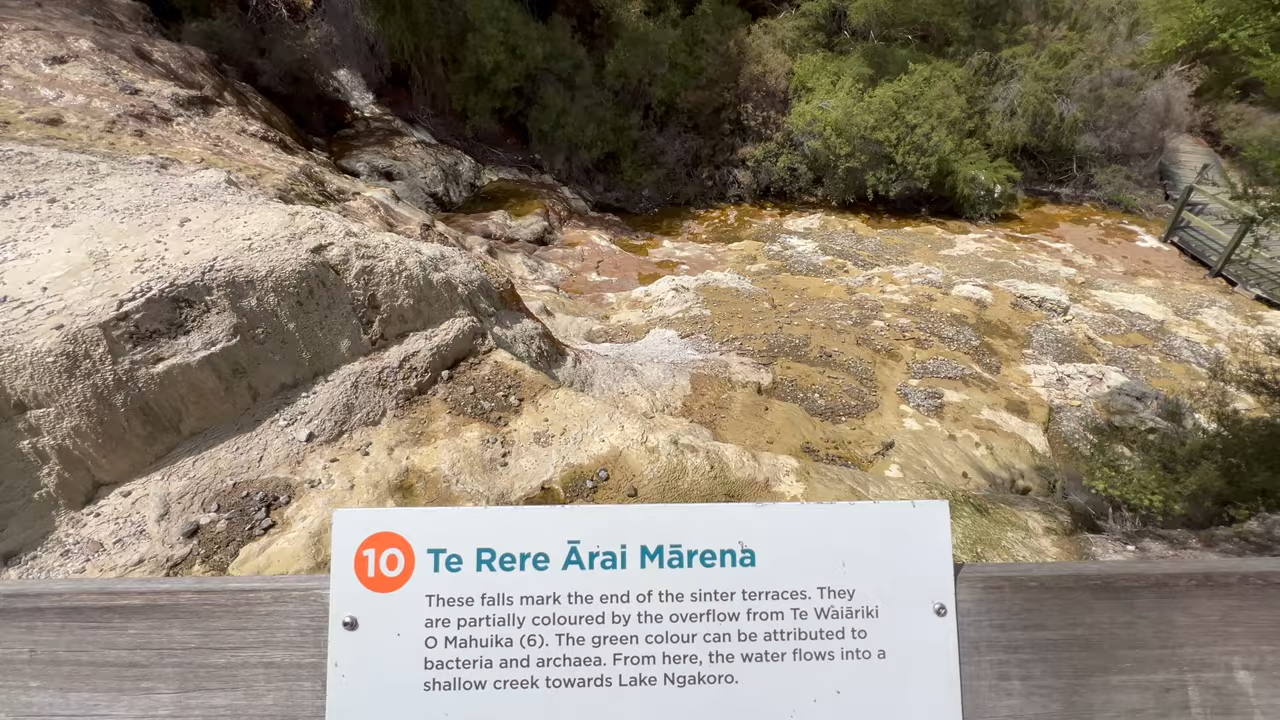 10 Te Rere Ārai Mārena
These falls mark the end of the sinter terraces. They
are partially coloured by the overflow from Te Waiāriki
O Mahuika (6). The green colour can be attributed to
bacteria and archaea. From here, the water flows into a
shallow creek towards Lake Ngakoro.